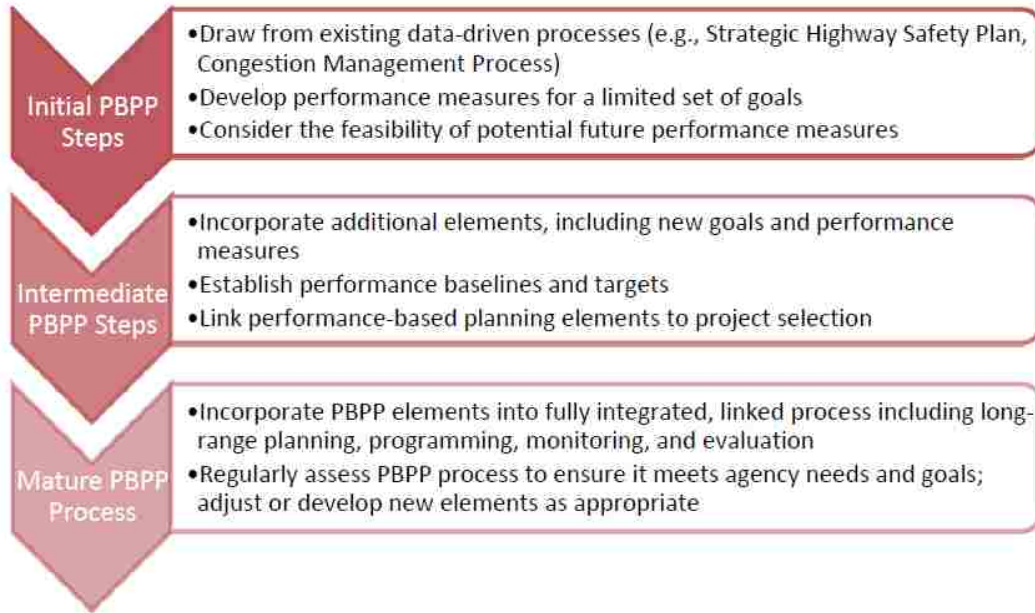 Initial PBPP
Steps
•Draw from existing data-driven processes (e.g., Strategic Highway Safety Plan,
Congestion Management Process)
•Develop performance measures for a limited set of goals
•Consider the feasibility of potential future performance measures
Intermediate
PBPP Steps
•Incorporate additional elements, including new goals and performance
measures
•Establish performance baselines and targets
•Link performance-based planning elements to project selection
Mature PBPP
Process
•Incorporate PBPP elements into fully integrated, linked process including long-
range planning, programming, monitoring, and evaluation
•Regularly assess PBPP process to ensure it meets agency needs and goals;
adjust or develop new elements as appropriate